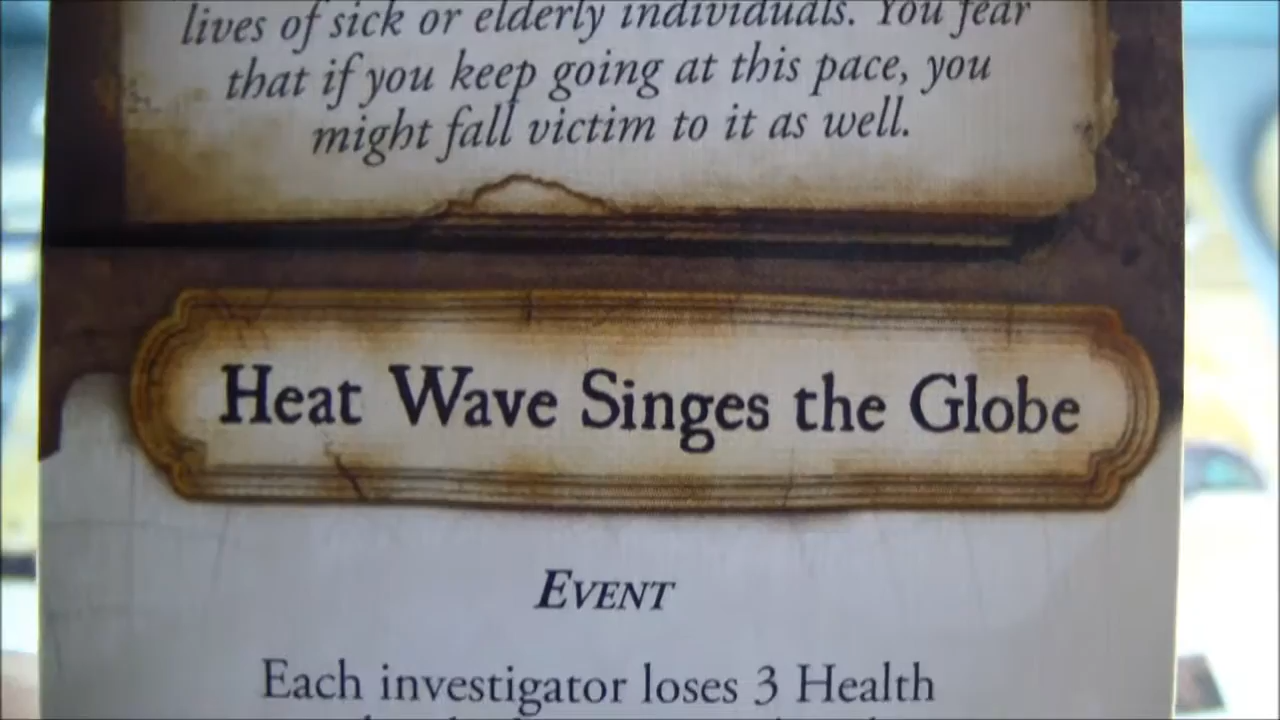 lives of sick or elderly individuals. You fear
that if you keep going at this pace, you
might fall victim to it as well.
Heat Wave Singes the Globe
EVENT
Each investigator loses 3 Health